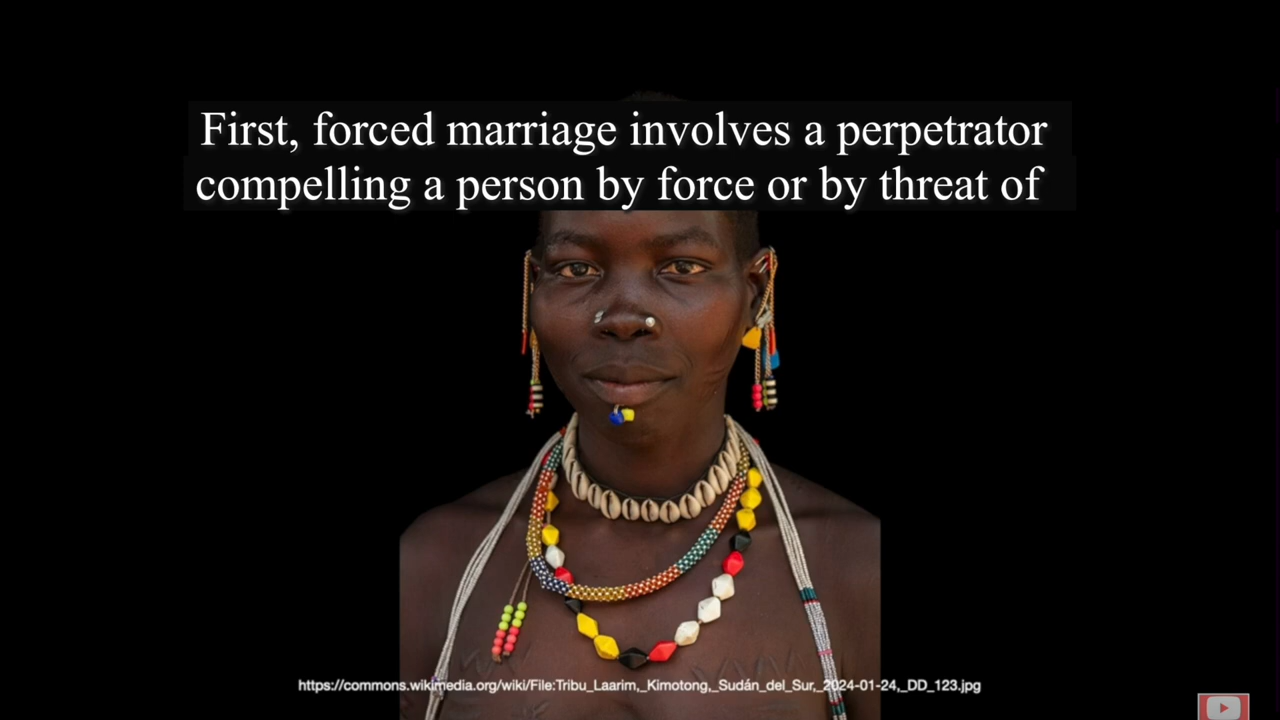 First, forced marriage involves a perpetrator
compelling a person by force or by threat of
https://commons.wikimedia.org/wiki/File:Tribu_Laarim,_Kimotong,_Sudán_del_Sur,_2024-01-24,_DD_123.jpg